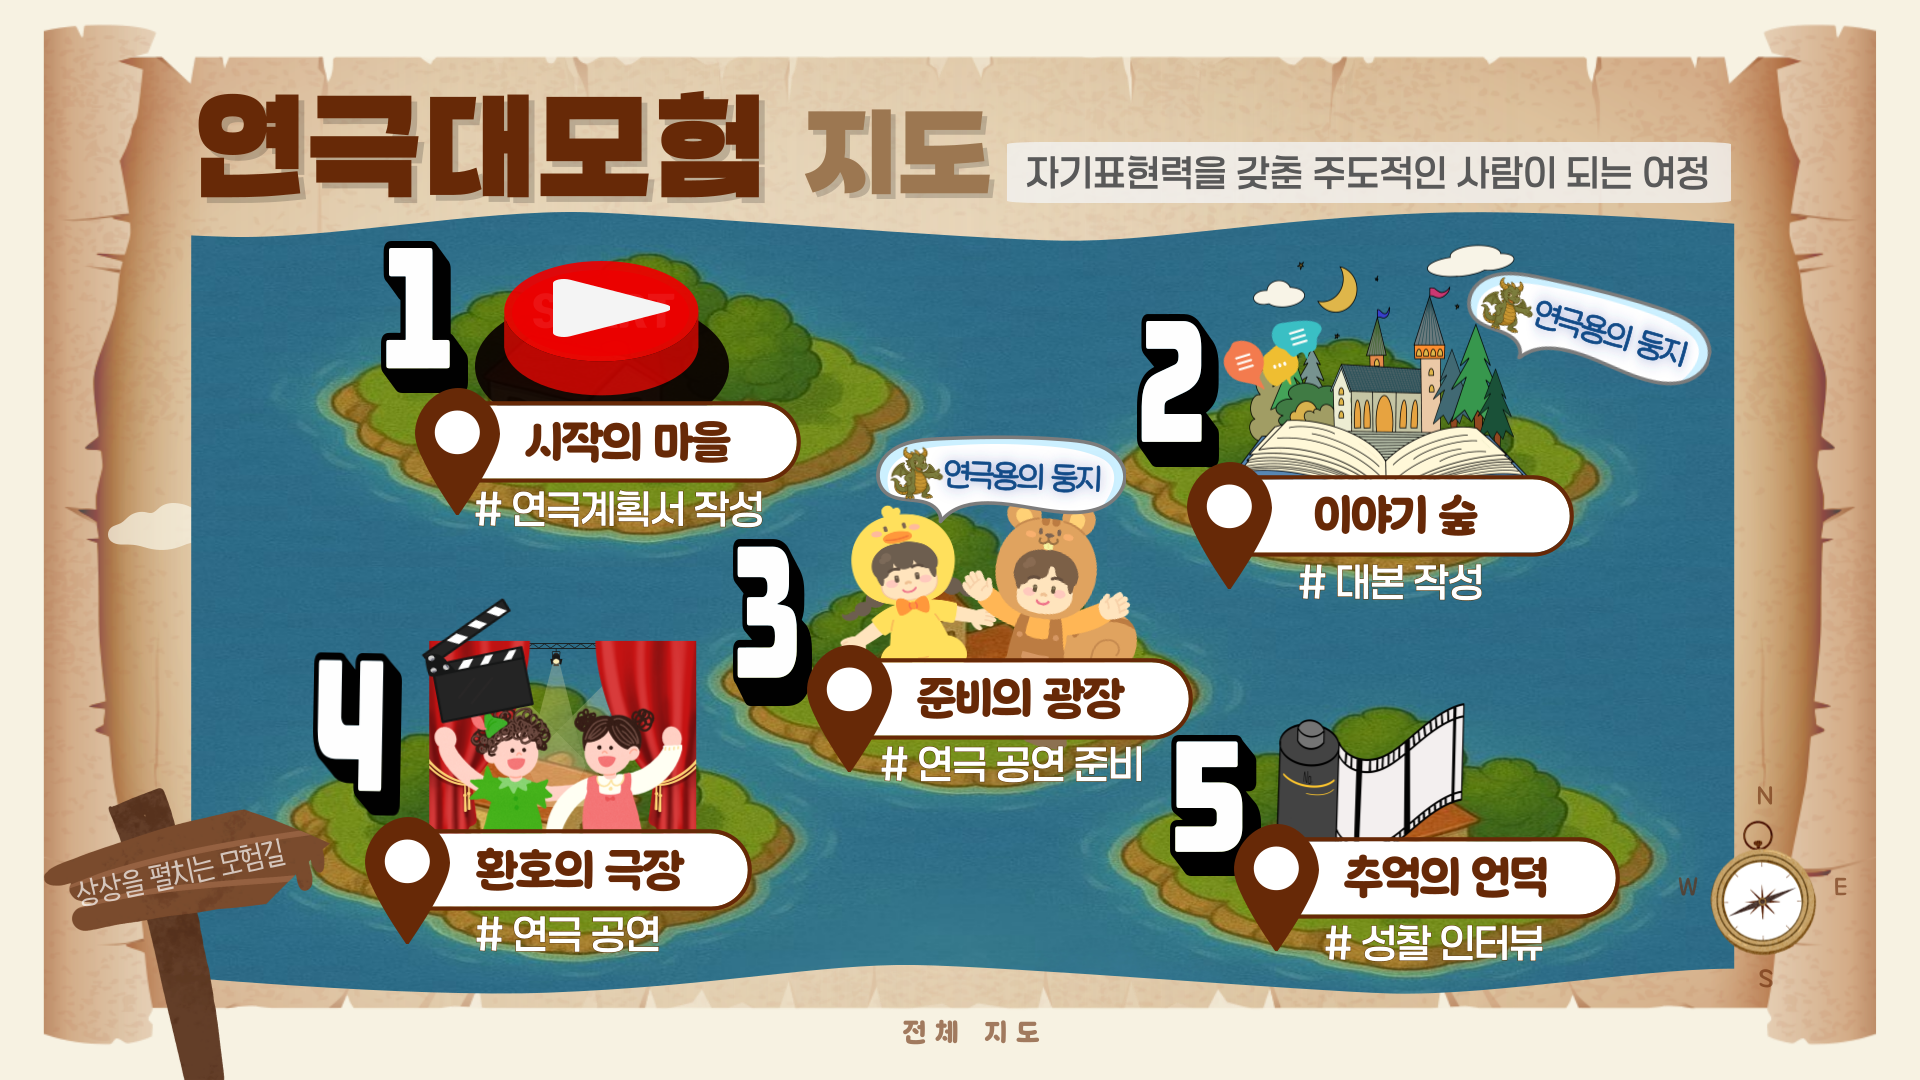 연극대모험 지도
자기표현력을 갖춘 주도적인 사람이 되는 여정
1
START
시작의 마을
# 연극계획서 작성
2
연극용의 둥지
이야기 숲
# 대본 작성
3
연극용의 둥지
준비의 광장
# 연극 공연 준비
4
환호의 극장
# 연극 공연
5
추억의 언덕
# 성찰 인터뷰
상상을 펼치는 모험길
N
W
E
S
전체 지도